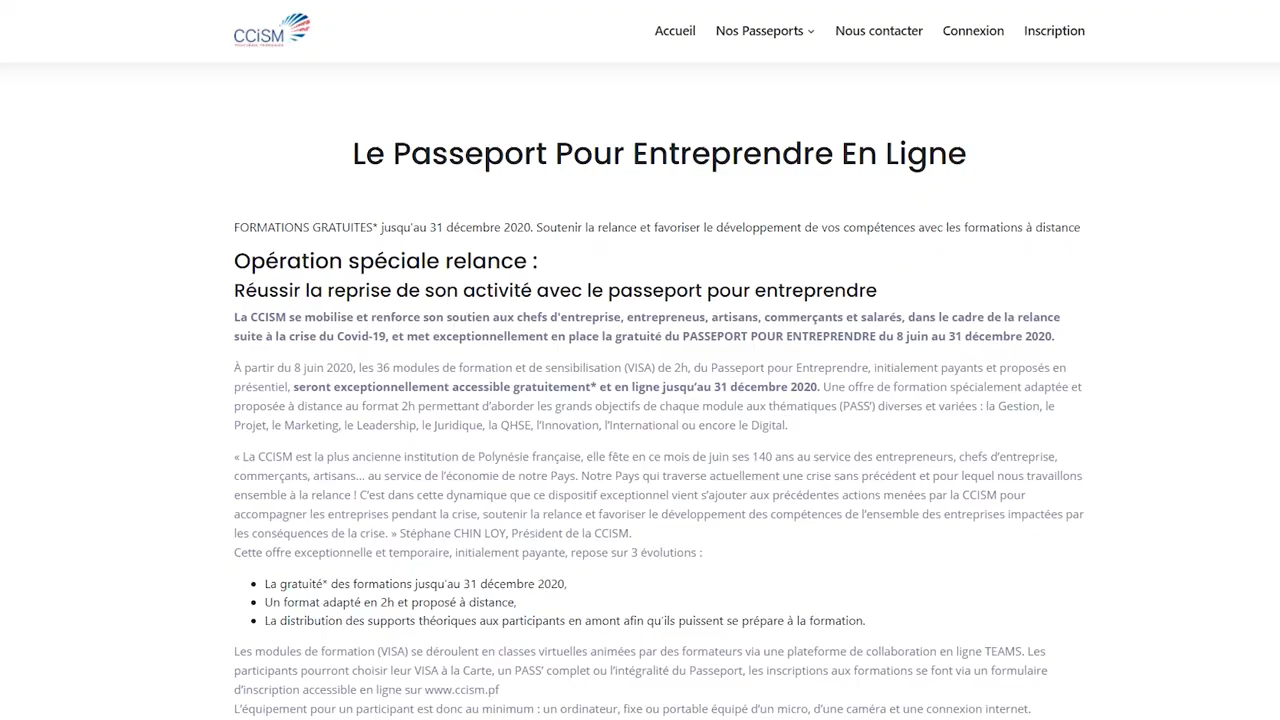 CCiSM
Accueil Nos Passeports Nous contacter Connexion Inscription
Le Passeport Pour Entreprendre En Ligne
FORMATIONS GRATUITES* jusqu'au 31 décembre 2020. Soutenir la relance et favoriser le développement de vos compétences avec les formations à distance
Opération spéciale relance :
Réussir la reprise de son activité avec le passeport pour entreprendre
La CCISM se mobilise et renforce son soutien aux chefs d'entreprise, entrepreneus, artisans, commerçants et salarés, dans le cadre de la relance
suite à la crise du Covid-19, et met exceptionnellement en place la gratuité du PASSEPORT POUR ENTREPRENDRE du 8 juin au 31 décembre 2020.
À partir du 8 juin 2020, les 36 modules de formation et de sensibilisation (VISA) de 2h, du Passeport pour Entreprendre, initialement payants et proposés en
présentiel, seront exceptionnellement accessible gratuitement* et en ligne jusqu’au 31 décembre 2020. Une offre de formation spécialement adaptée et
proposée à distance au format 2h permettant d’aborder les grands objectifs de chaque module aux thématiques (PASS’) diverses et variées : la Gestion, le
Projet, le Marketing, le Leadership, le Juridique, la QHSE, l’Innovation, l’International ou encore le Digital.
« La CCISM est la plus ancienne institution de Polynésie française, elle fête en ce mois de juin ses 140 ans au service des entrepreneurs, chefs d’entreprise,
commerçants, artisans… au service de l’économie de notre Pays. Notre Pays qui traverse actuellement une crise sans précédent et pour lequel nous travaillons
ensemble à la relance ! C’est dans cette dynamique que ce dispositif exceptionnel vient s’ajouter aux précédentes actions menées par la CCISM pour
accompagner les entreprises pendant la crise, soutenir la relance et favoriser le développement des compétences de l’ensemble des entreprises impactées par
les conséquences de la crise. » Stéphane CHIN LOY, Président de la CCISM.
Cette offre exceptionnelle et temporaire, initialement payante, repose sur 3 évolutions :
• La gratuité* des formations jusqu’au 31 décembre 2020,
• Un format adapté en 2h et proposé à distance,
• La distribution des supports théoriques aux participants en amont afin qu’ils puissent se prépare à la formation.
Les modules de formation (VISA) se déroulent en classes virtuelles animées par des formateurs via une plateforme de collaboration en ligne TEAMS. Les
participants pourront choisir leur VISA à la Carte, un PASS’ complet ou l’intégralité du Passeport, les inscriptions aux formations se font via un formulaire
d’inscription accessible en ligne sur www.ccism.pf
L’équipement pour un participant est donc au minimum : un ordinateur, fixe ou portable équipé d’un micro, d’une caméra et une connexion internet.